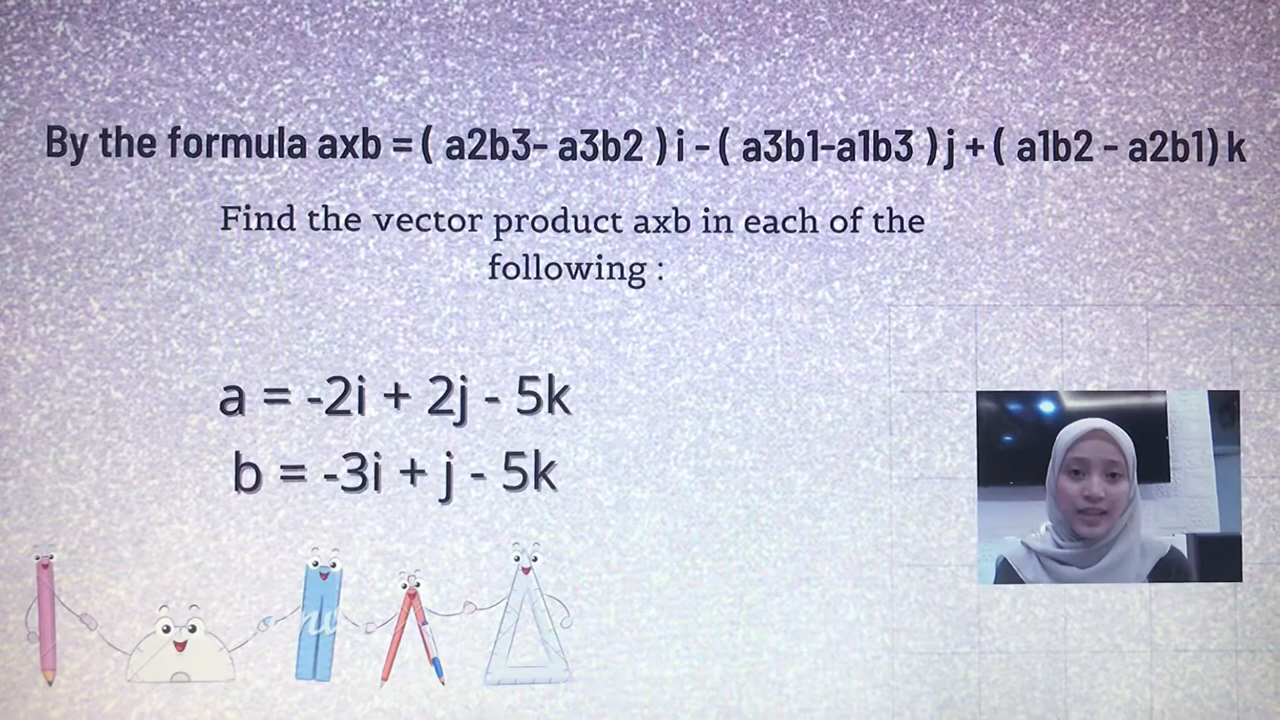 By the formula axb = ( a2b3- a3b2 ) i - ( a3b1-a1b3 ) j + ( a1b2 - a2b1) k
Find the vector product axb in each of the
following :
a = -2i + 2j - 5k
b = -3i + j - 5k